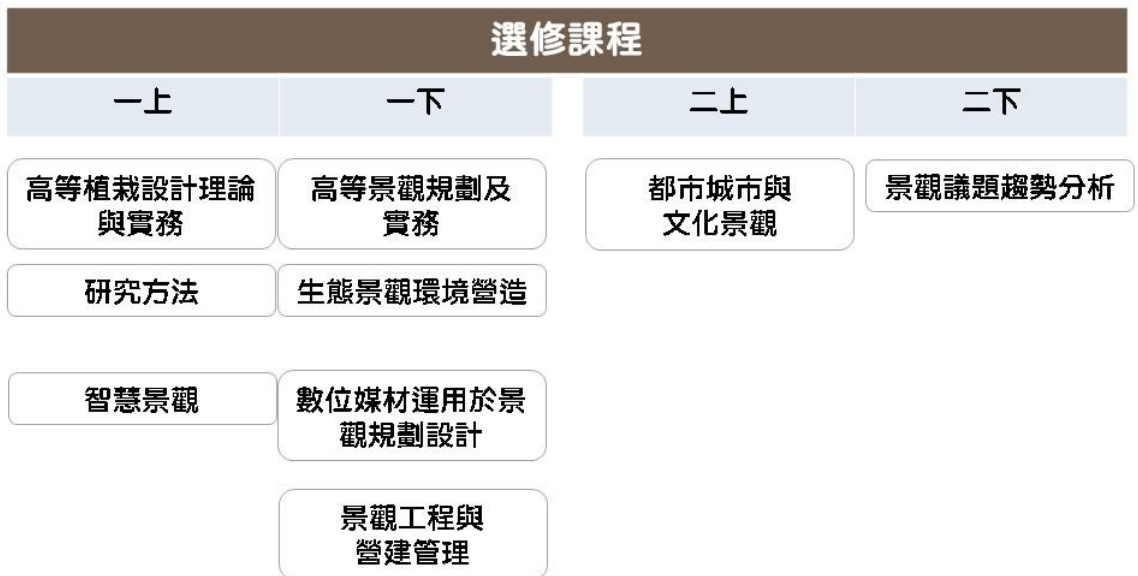 選修課程
一上
一下
二上
二下
高等植栽設計理論
與實務
高等景觀規劃及
實務
都市城市與
文化景觀
景觀議題趨勢分析
研究方法
生態景觀環境營造
智慧景觀
數位媒材運用於景
觀規劃設計
景觀工程與
營建管理